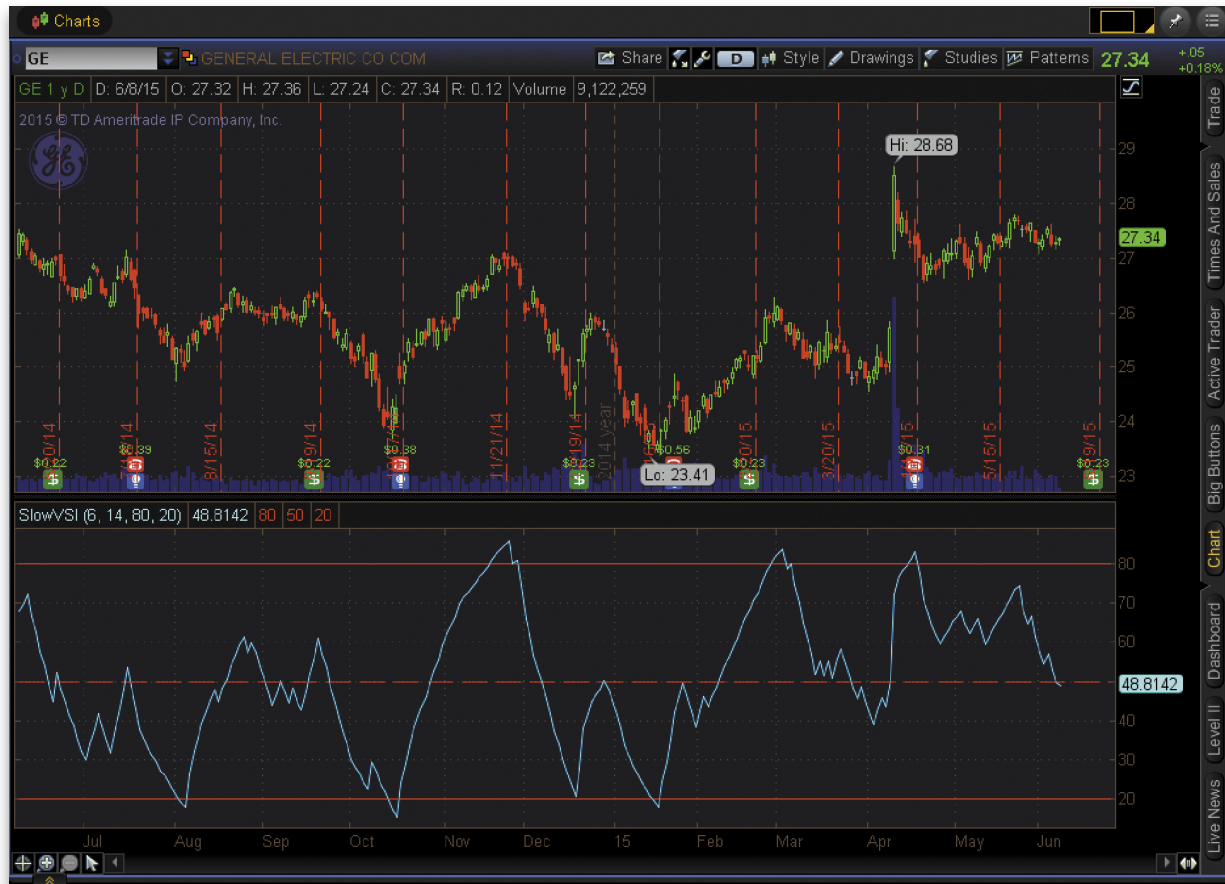 Charts
GE GENERAL ELECTRIC CO COM Share D Style Drawings Studies Patterns 27.34 +.05 +0.18%
GE 1 y D D: 6/8/15 O: 27.32 H: 27.36 L: 27.24 C: 27.34 R: 0.12 Volume 9,122,259
2015 © TD Ameritrade IP Company, Inc.
Hi: 28.68
29
28
27.34
27
26
25
24
23
8/15/14
11/21/14
2014 year
3/20/15
5/15/15
$0.22
$0.39
$0.22
$0.38
$0.23
$0.56
$0.23
$0.31
$0.23
Lo: 23.41
SlowVSI (6, 14, 80, 20) 48.8142 80 50 20
80
70
60
48.8142
40
30
20
Jul Aug Sep Oct Nov Dec 15 Feb Mar Apr May Jun
Trade
Times And Sales
Active Trader
Big Buttons
Chart
Dashboard
Level II
Live News